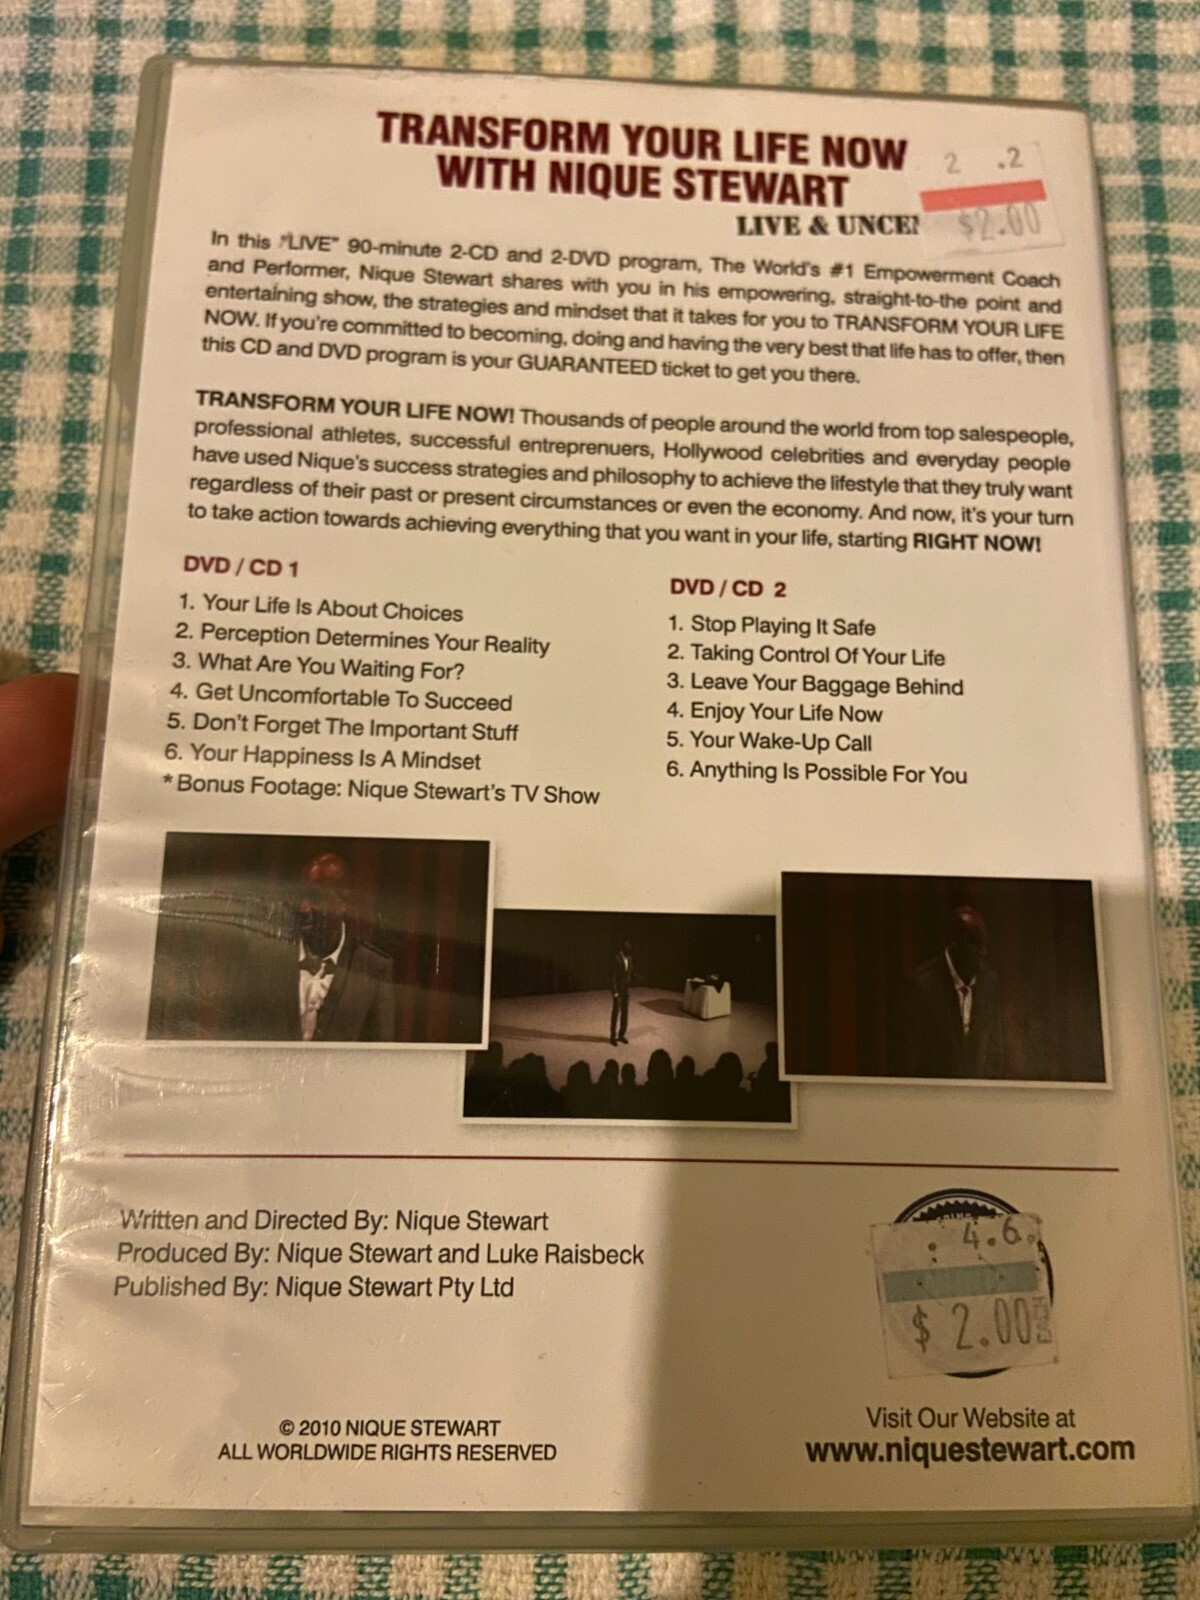 TRANSFORM YOUR LIFE NOW
WITH NIQUE STEWART
LIVE &
2 .2
$2.00
In this "LIVE" 90-minute 2-CD and 2-DVD program, The World's #1 Empowerment Coach
and Performer, Nique Stewart shares with you in his empowering, straight-to-the point and
entertaining show, the strategies and mindset that it takes for you to TRANSFORM YOUR LIFE
NOW. If you're committed to becoming, doing and having the very best that life has to offer, then
this CD and DVD program is your GUARANTEED ticket to get you there.
TRANSFORM YOUR LIFE NOW! Thousands of people around the world from top salespeople,
professional athletes, successful entreprenuers, Hollywood celebrities and everyday people
have used Nique's success strategies and philosophy to achieve the lifestyle that they truly want
regardless of their past or present circumstances or even the economy. And now, it's your turn
to take action towards achieving everything that you want in your life, starting RIGHT NOW!
DVD / CD 1
1. Your Life Is About Choices
2. Perception Determines Your Reality
3. What Are You Waiting For?
4. Get Uncomfortable To Succeed
5. Don't Forget The Important Stuff
6. Your Happiness Is A Mindset
* Bonus Footage: Nique Stewart's TV Show
DVD / CD 2
1. Stop Playing It Safe
2. Taking Control Of Your Life
3. Leave Your Baggage Behind
4. Enjoy Your Life Now
5. Your Wake-Up Call
6. Anything Is Possible For You
Written and Directed By: Nique Stewart
Produced By: Nique Stewart and Luke Raisbeck
Published By: Nique Stewart Pty Ltd
. 4.6.
$ 2.00 EACH
© 2010 NIQUE STEWART
ALL WORLDWIDE RIGHTS RESERVED
Visit Our Website at
www.niquestewart.com